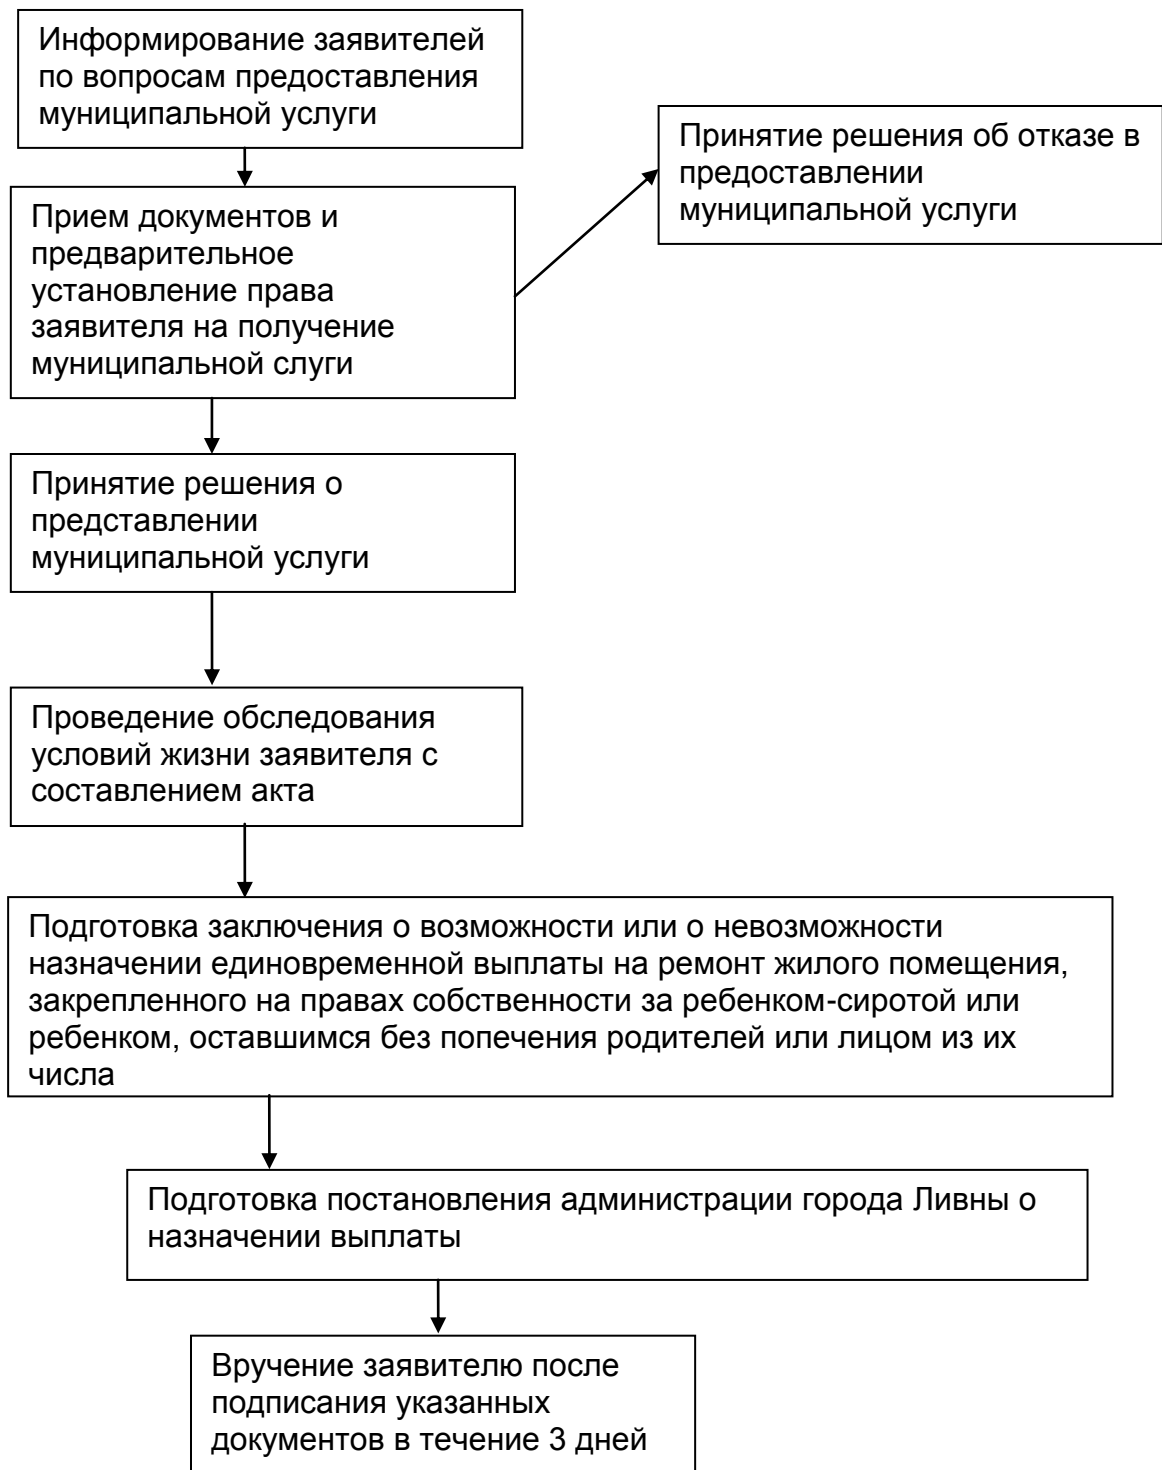 Информирование заявителей
по вопросам предоставления
муниципальной услуги
Принятие решения об отказе в
предоставлении
муниципальной услуги
Прием документов и
предварительное
установление права
заявителя на получение
муниципальной слуги
Принятие решения о
представлении
муниципальной услуги
Проведение обследования
условий жизни заявителя с
составлением акта
Подготовка заключения о возможности или о невозможности
назначении единовременной выплаты на ремонт жилого помещения,
закрепленного на правах собственности за ребенком-сиротой или
ребенком, оставшимся без попечения родителей или лицом из их
числа
Подготовка постановления администрации города Ливны о
назначении выплаты
Вручение заявителю после
подписания указанных
документов в течение 3 дней